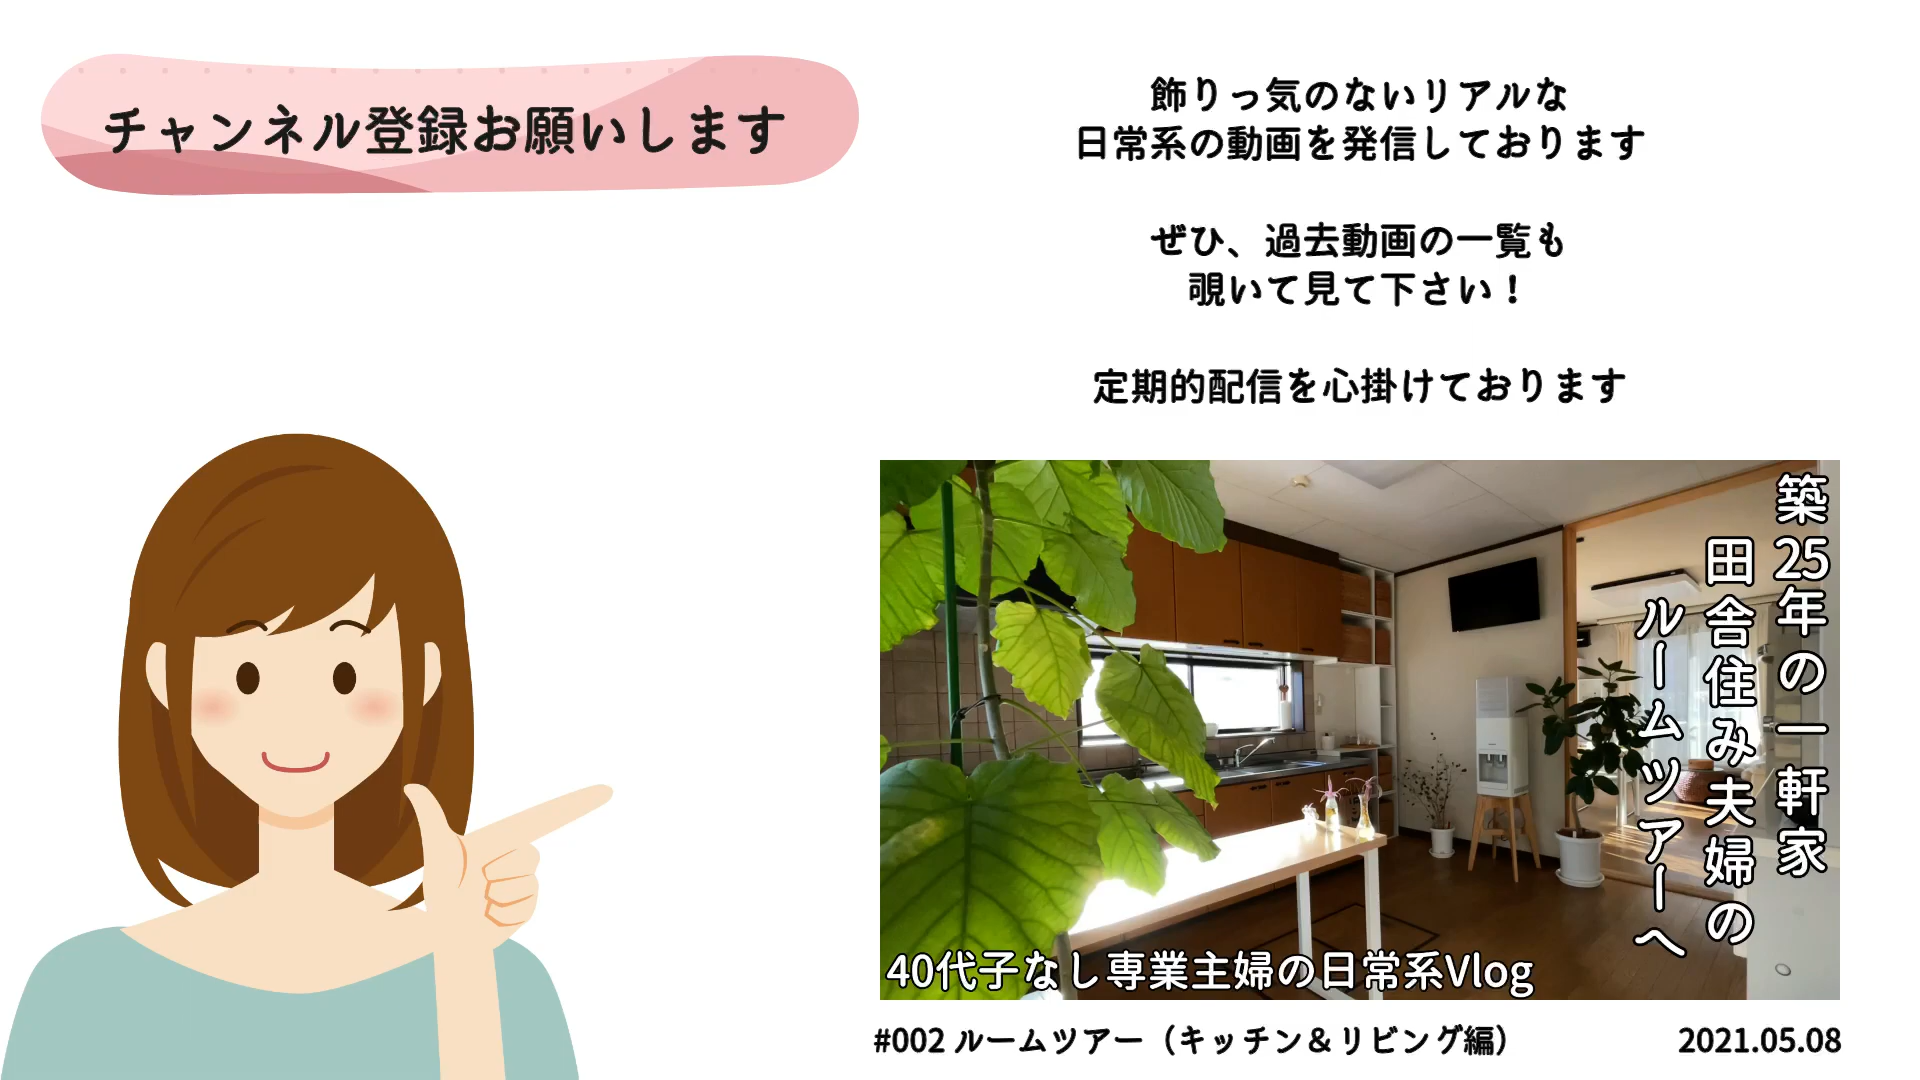 チャンネル登録お願いします
飾りっ気のないリアルな
日常系の動画を発信しております
ぜひ、過去動画の一覧も
覗いて見て下さい！
定期的配信を心掛けております
築25年の一軒家
田舎住み夫婦の
ルームツアーへ
40代子なし専業主婦の日常系Vlog
#002 ルームツアー（キッチン＆リビング編）
2021.05.08